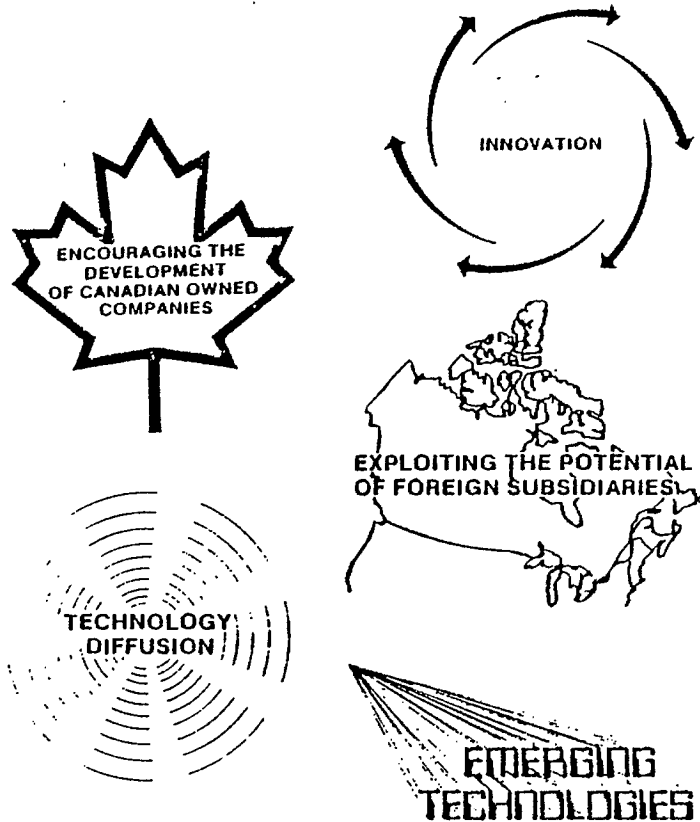 INNOVATION
ENCOURAGING THE
DEVELOPMENT
OF CANADIAN OWNED
COMPANIES
EXPLOITING THE POTENTIAL
OF FOREIGN SUBSIDIARIES
TECHNOLOGY
DIFFUSION
EMERGING
TECHNOLOGIES